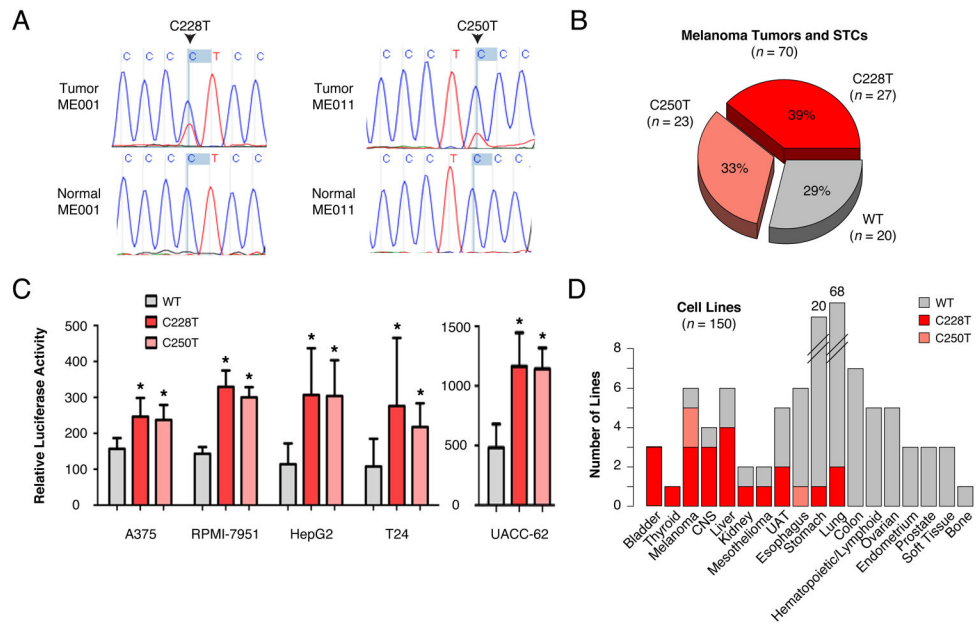 A
C228T
C250T
C C C C T C C
C C C T C C C
Tumor
ME001
Tumor
ME011
C C C C T C C
C C C T C C C
Normal
ME001
Normal
ME011
B
Melanoma Tumors and STCs
(n = 70)
C228T
(n = 27)
C250T
(n = 23)
39%
33%
29%
WT
(n = 20)
C
WT
C228T
C250T
Relative Luciferase Activity
500
400
300
200
100
0
1500
1000
500
0
* * * * * * * * * *
A375 RPMI-7951 HepG2 T24 UACC-62
D
Cell Lines
(n = 150)
20
68
WT
C228T
C250T
Number of Lines
8
6
4
2
0
Bladder
Thyroid
Melanoma
CNS
Liver
Kidney
Mesothelioma
UAT
Esophagus
Stomach
Lung
Colon
Hematopoietic/Lymphoid
Ovarian
Endometrium
Prostate
Soft Tissue
Bone